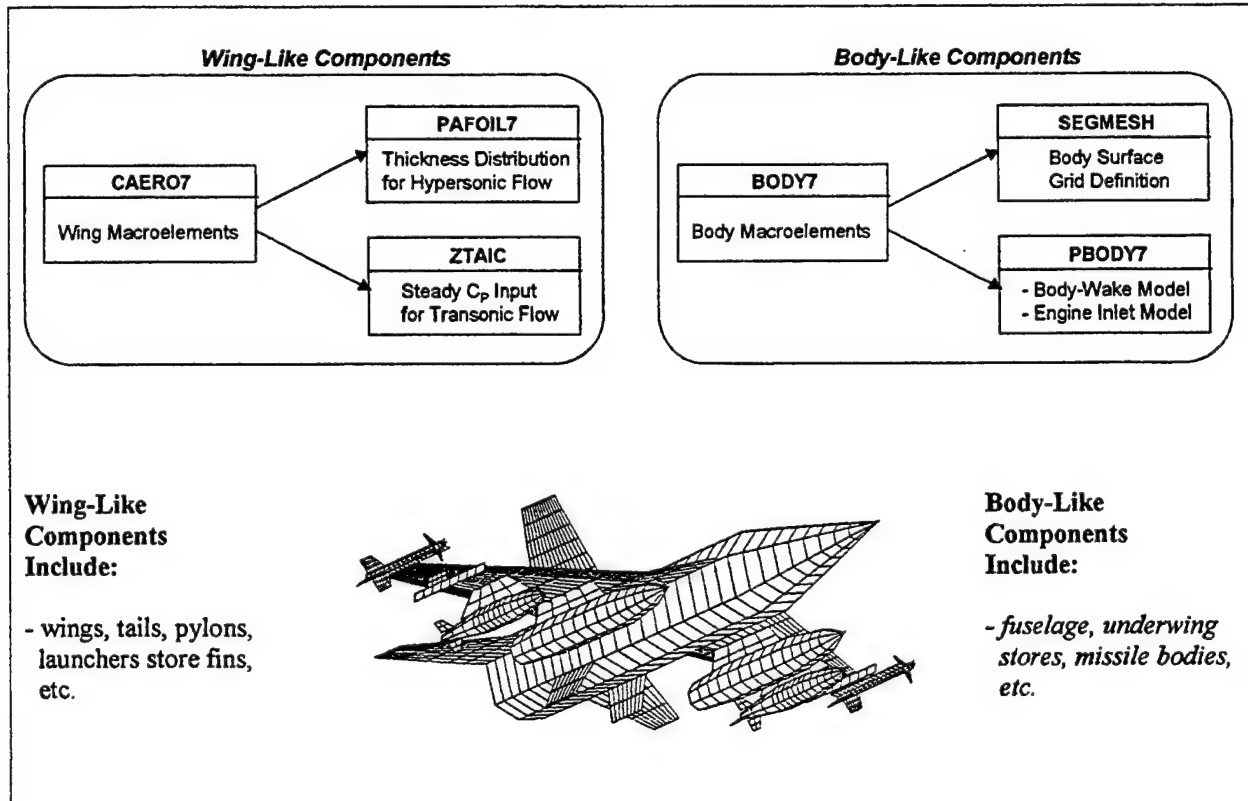 Wing-Like Components
CAERO7
Wing Macroelements
PAFOIL7
Thickness Distribution
for Hypersonic Flow
ZTAIC
Steady CP Input
for Transonic Flow
Body-Like Components
BODY7
Body Macroelements
SEGMESH
Body Surface
Grid Definition
PBODY7
- Body-Wake Model
- Engine Inlet Model
Wing-Like
Components
Include:
- wings, tails, pylons,
launchers store fins,
etc.
Body-Like
Components
Include:
- fuselage, underwing
stores, missile bodies,
etc.